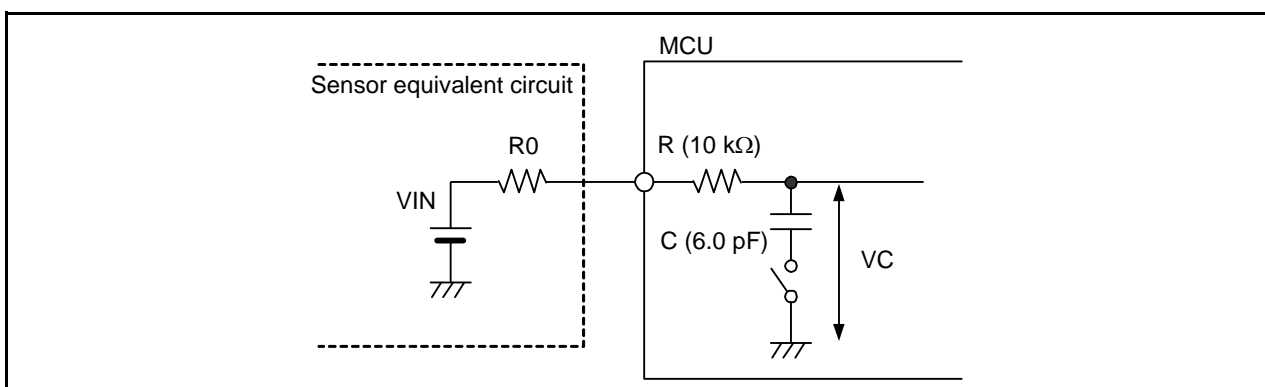 MCU
Sensor equivalent circuit
R0
R (10 kΩ)
VIN
C (6.0 pF)
VC